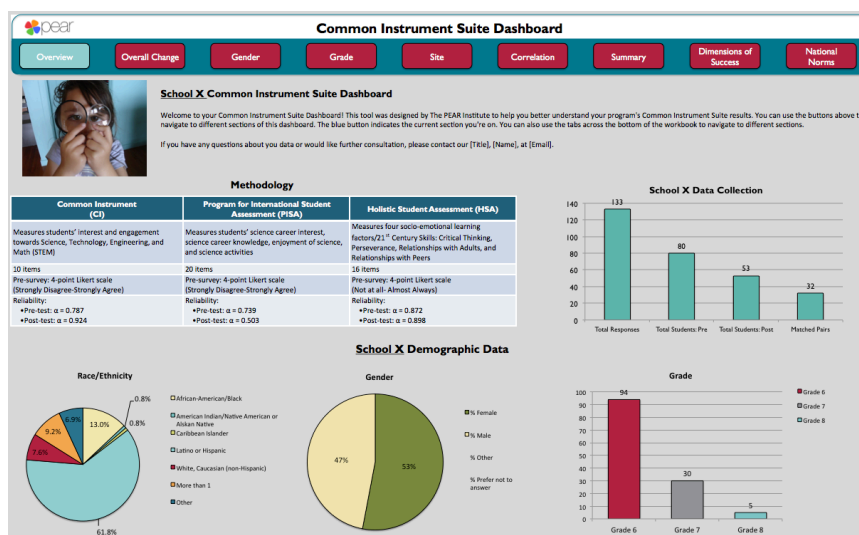 pear
Common Instrument Suite Dashboard
Overview
Overall Change
Gender
Grade
Site
Correlation
Summary
Dimensions of
Success
National
Norms
School X Common Instrument Suite Dashboard
Welcome to your Common Instrument Suite Dashboard! This tool was designed by The PEAR Institute to help you better understand your program's Common Instrument Suite results. You can use the buttons above t
navigate to different sections of this dashboard. The blue button indicates the current section you're on. You can also use the tabs across the bottom of the workbook to navigate to different sections.
If you have any questions about you data or would like further consultation, please contact our [Title], [Name], at [Email].
Methodology
Common Instrument
(CI)
Program for International Student
Assessment (PISA)
Holistic Student Assessment (HSA)
Measures students' interest and engagement
towards Science, Technology, Engineering, and
Math (STEM)
Measures students' science career interest,
science career knowledge, enjoyment of science,
and science activities
Measures four socio-emotional learning
factors/21st Century Skills: Critical Thinking,
Perseverance, Relationships with Adults, and
Relationships with Peers
10 items
20 items
16 items
Pre-survey: 4-point Likert scale
(Strongly Disagree-Strongly Agree)
Pre-survey: 4-point Likert scale
(Strongly Disagree-Strongly Agree)
Pre-survey: 4-point Likert scale
(Not at all- Almost Always)
Reliability:
•Pre-test: α = 0.787
•Post-test: α = 0.924
Reliability:
•Pre-test: α = 0.739
•Post-test: α = 0.503
Reliability:
•Pre-test: α = 0.872
•Post-test: α = 0.898
School X Data Collection
140
120
100
80
60
40
20
0
133
80
53
32
Total Responses
Total Students: Pre
Total Students: Post
Matched Pairs
School X Demographic Data
Race/Ethnicity
13.0%
0.8%
0.8%
61.8%
7.6%
9.2%
6.9%
African-American/Black
American Indian/Native American or
Alskan Native
Caribbean Islander
Latino or Hispanic
White, Caucasian (non-Hispanic)
More than 1
Other
Gender
47%
53%
% Female
% Male
% Other
% Prefer not to
answer
Grade
100
90
80
70
60
50
40
30
20
10
0
94
30
5
Grade 6
Grade 7
Grade 8
Grade 6
Grade 7
Grade 8